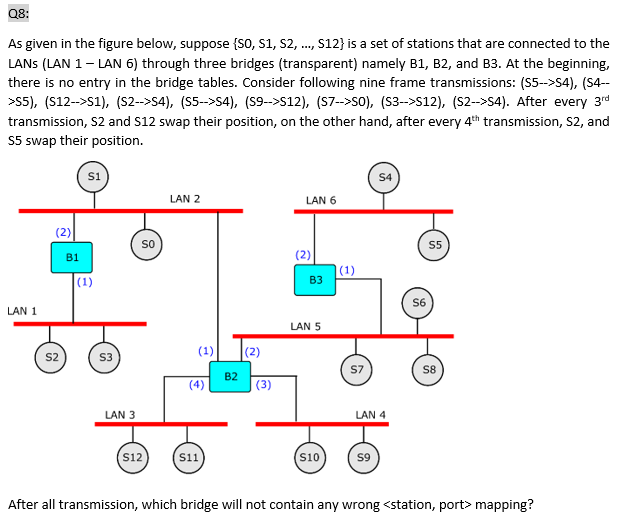 Q8:
As given in the figure below, suppose {S0, S1, S2, ..., S12} is a set of stations that are connected to the
LANs (LAN 1 – LAN 6) through three bridges (transparent) namely B1, B2, and B3. At the beginning,
there is no entry in the bridge tables. Consider following nine frame transmissions: (S5-->S4), (S4--
>S5), (S12-->S1), (S2-->S4), (S5-->S4), (S9-->S12), (S7-->S0), (S3-->S12), (S2-->S4). After every 3rd
transmission, S2 and S12 swap their position, on the other hand, after every 4th transmission, S2, and
S5 swap their position.
S1
S4
LAN 2
LAN 6
(2)
S0
S5
B1
(2)
(1)
B3
(1)
S6
LAN 1
LAN 5
S2
S3
(1)
(2)
S7
S8
B2
(4)
(3)
LAN 3
LAN 4
S12
S11
S10
S9
After all transmission, which bridge will not contain any wrong <station, port> mapping?